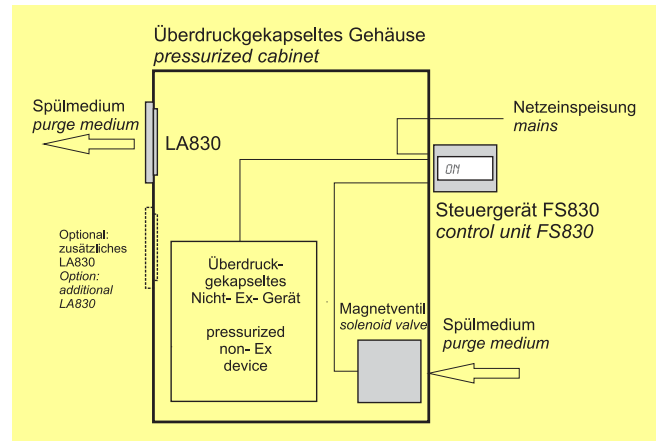 Überdruckgekapseltes Gehäuse
pressurized cabinet
Spülmedium
purge medium
LA830
Netzeinspeisung
mains
ON
Steuergerät FS830
control unit FS830
Optional:
zusätzliches
LA830
Option:
additional
LA830
Überdruck-
gekapseltes
Nicht- Ex- Gerät
pressurized
non- Ex
device
Magnetventil
solenoid valve
Spülmedium
purge medium